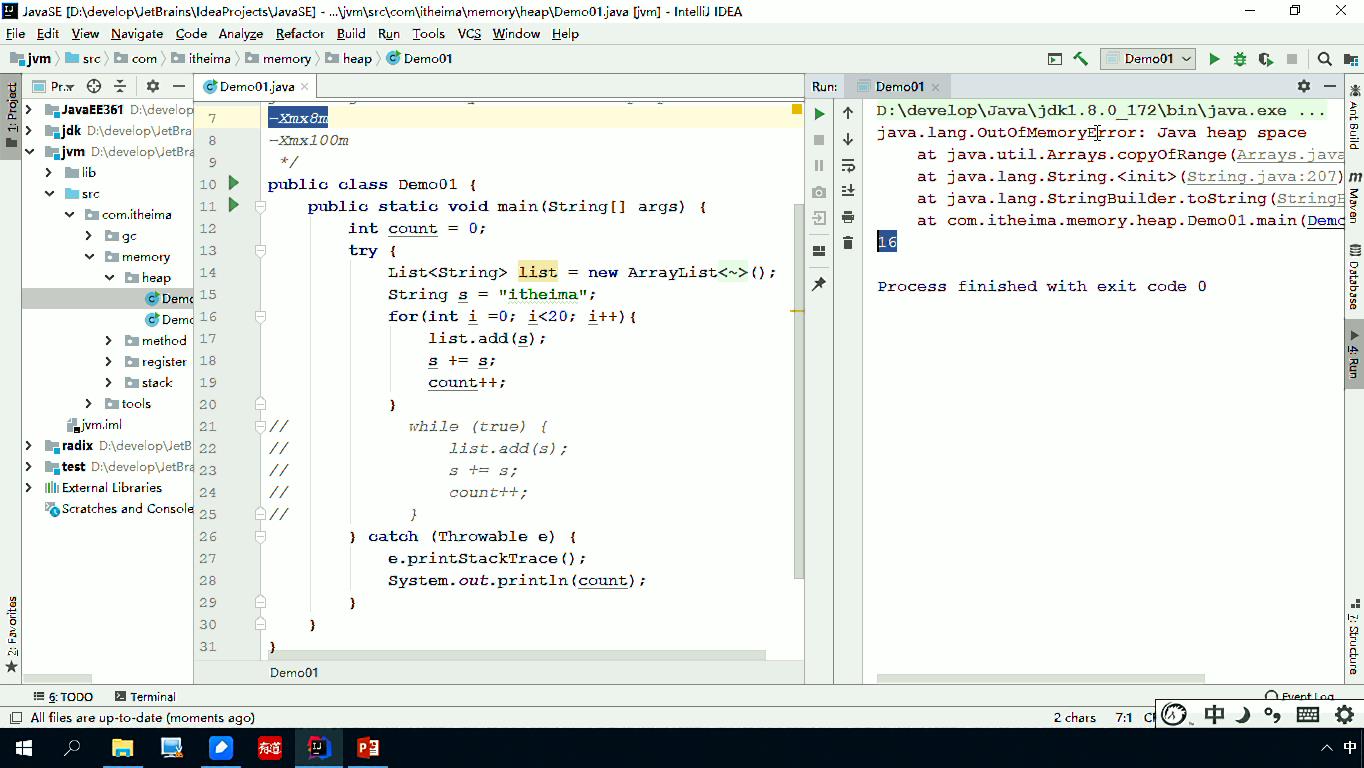 JavaSE [D:\develop\JetBrains\IdeaProjects\JavaSE] - ...\jvm\src\com\itheima\memory\heap\Demo01.java [jvm] - IntelliJ IDEA
File Edit View Navigate Code Analyze Refactor Build Run Tools VCS Window Help
jvm src com itheima memory heap Demo01
Demo01
1: Project
Pr...
JavaEE361 D:\develop
jdk D:\develop\JetBra
jvm D:\develop\JetBra
lib
src
com.itheima
gc
memory
heap
Demo
Demo
method
register
stack
tools
jvm.iml
radix D:\develop\JetB
test D:\develop\JetBra
External Libraries
Scratches and Console
2: Favorites
Demo01.java
7 -Xmx8m
8 -Xmx100m
9 */
10 public class Demo01 {
11 public static void main(String[] args) {
12 int count = 0;
13 try {
14 List<String> list = new ArrayList<~>();
15 String s = "itheima";
16 for(int i =0; i<20; i++){
17 list.add(s);
18 s += s;
19 count++;
20 }
21 // while (true) {
22 // list.add(s);
23 // s += s;
24 // count++;
25 // }
26 } catch (Throwable e) {
27 e.printStackTrace();
28 System.out.println(count);
29 }
30 }
31 }
Demo01
Run: Demo01
D:\develop\Java\jdk1.8.0_172\bin\java.exe ...
java.lang.OutOfMemoryError: Java heap space
at java.util.Arrays.copyOfRange(Arrays.java
at java.lang.String.<init>(String.java:207)
at java.lang.StringBuilder.toString(StringB
at com.itheima.memory.heap.Demo01.main(Demo
16
Process finished with exit code 0
Ant Build
m Maven
Database
4: Run
7: Structure
6: TODO Terminal Event Log
All files are up-to-date (moments ago) 2 chars 7:1
中
有道
中